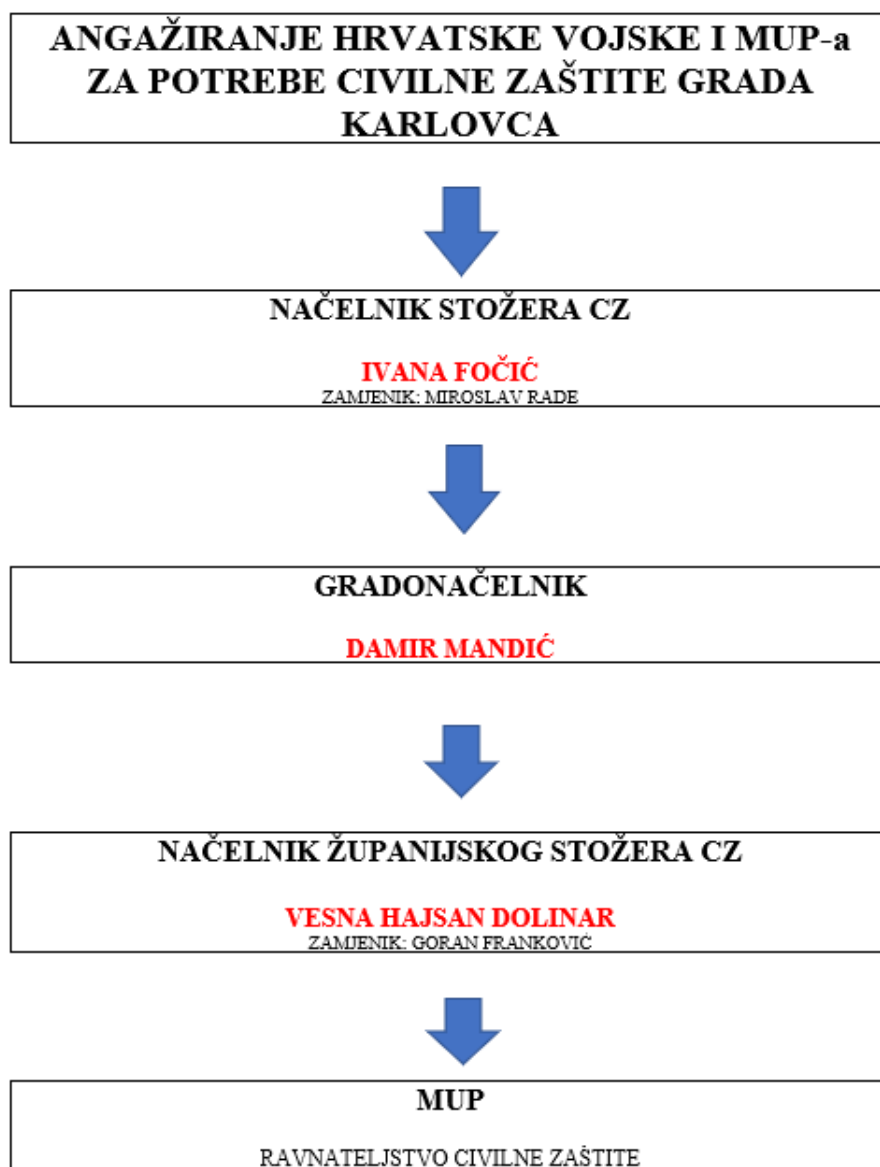 ANGAŽIRANJE HRVATSKE VOJSKE I MUP-a
ZA POTREBE CIVILNE ZAŠTITE GRADA
KARLOVCA
NAČELNIK STOŽERA CZ
IVANA FOČIĆ
ZAMJENIK: MIROSLAV RADE
GRADONAČELNIK
DAMIR MANDIĆ
NAČELNIK ŽUPANIJSKOG STOŽERA CZ
VESNA HAJSAN DOLINAR
ZAMJENIK: GORAN FRANKOVIĆ
MUP
RAVNATELJSTVO CIVILNE ZAŠTITE